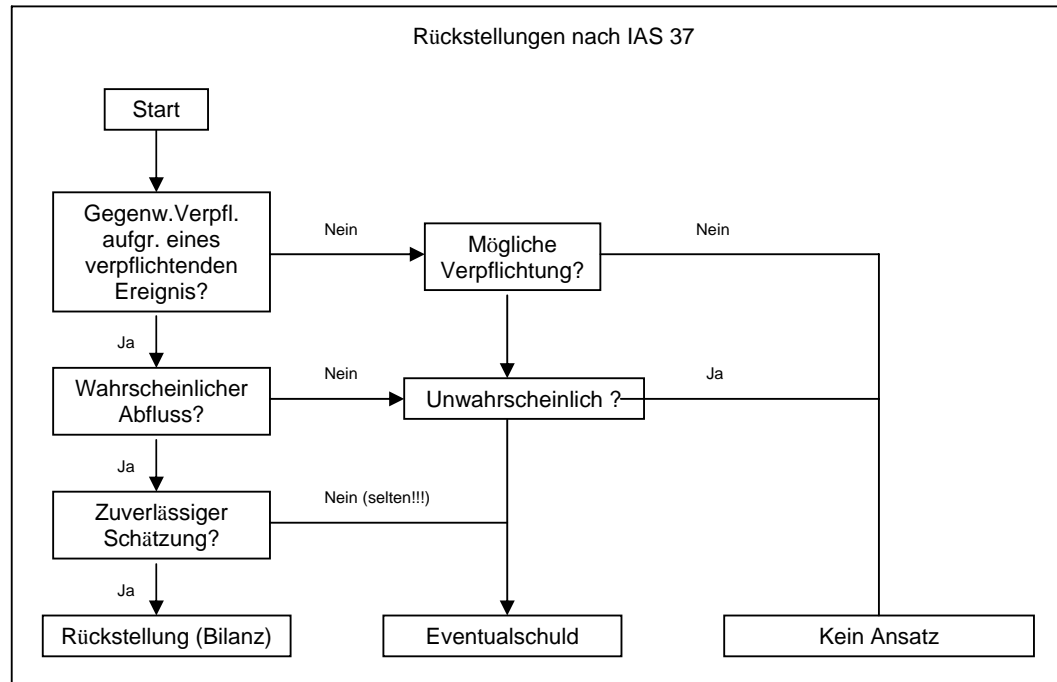 Rückstellungen nach IAS 37
Start
Gegenw.Verpfl.
aufgr. eines
verpflichtenden
Ereignis?
Nein
Mögliche
Verpflichtung?
Nein
Ja
Wahrscheinlicher
Abfluss?
Nein
Unwahrscheinlich ?
Ja
Ja
Zuverlässiger
Schätzung?
Nein (selten!!!)
Ja
Rückstellung (Bilanz)
Eventualschuld
Kein Ansatz